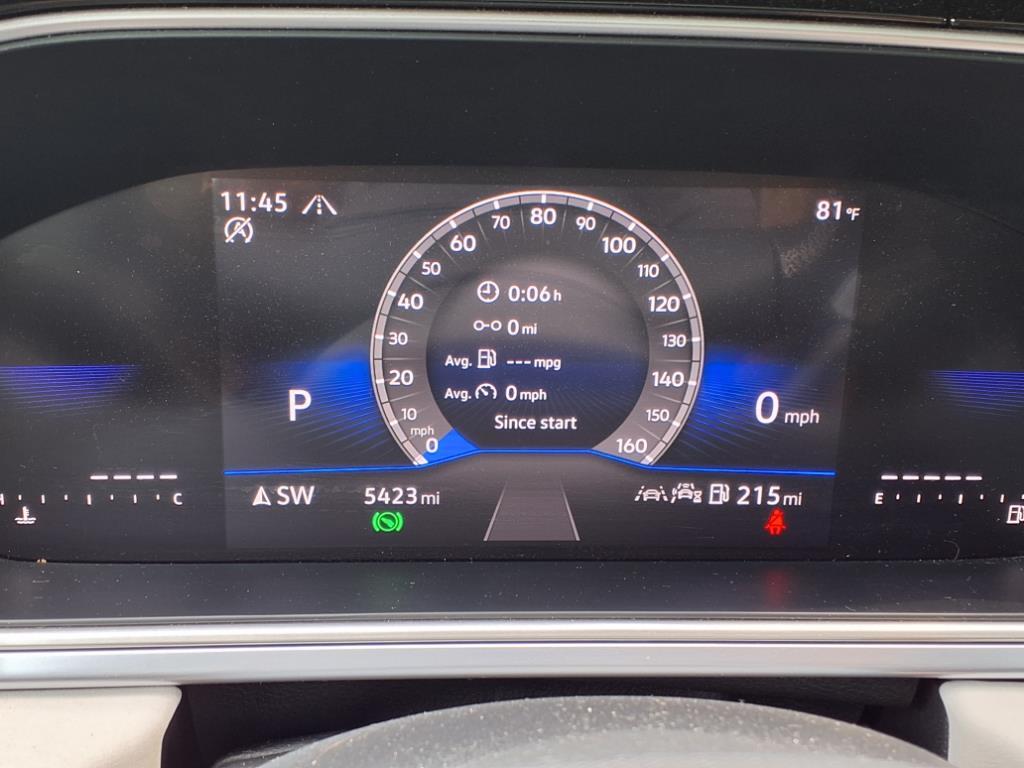 11:45
81°F
0 10 20 30 40 50 60 70 80 90 100 110 120 130 140 150 160
mph
0:06 h
0 mi
Avg. --- mpg
Avg. 0 mph
Since start
P
0 mph
H C
SW 5423 mi
215 mi
E